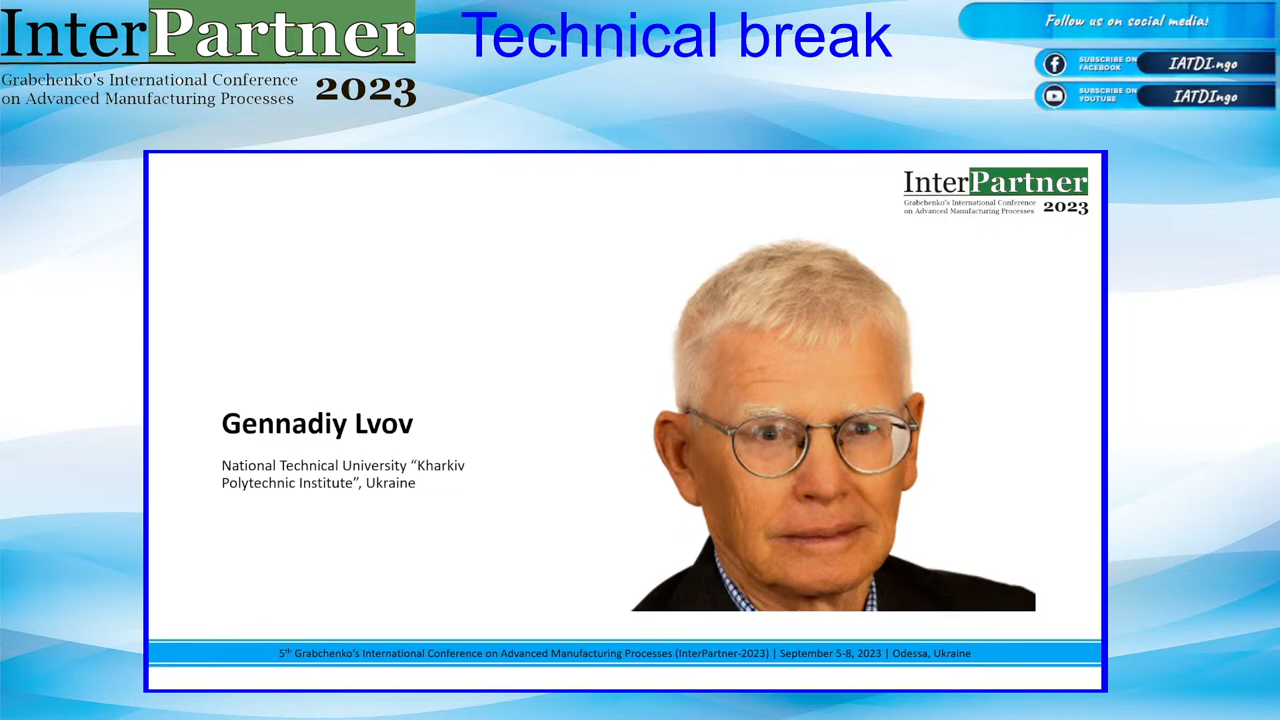 InterPartner
Grabchenko's International Conference
on Advanced Manufacturing Processes
2023
Technical break
Follow us on social media!
SUBSCRIBE ON
FACEBOOK
IATDI.ngo
SUBSCRIBE ON
YOUTUBE
IATDIngo
InterPartner
Grabchenko's International Conference
on Advanced Manufacturing Processes
2023
Gennadiy Lvov
National Technical University “Kharkiv
Polytechnic Institute”, Ukraine
5th Grabchenko's International Conference on Advanced Manufacturing Processes (InterPartner-2023) | September 5-8, 2023 | Odessa, Ukraine